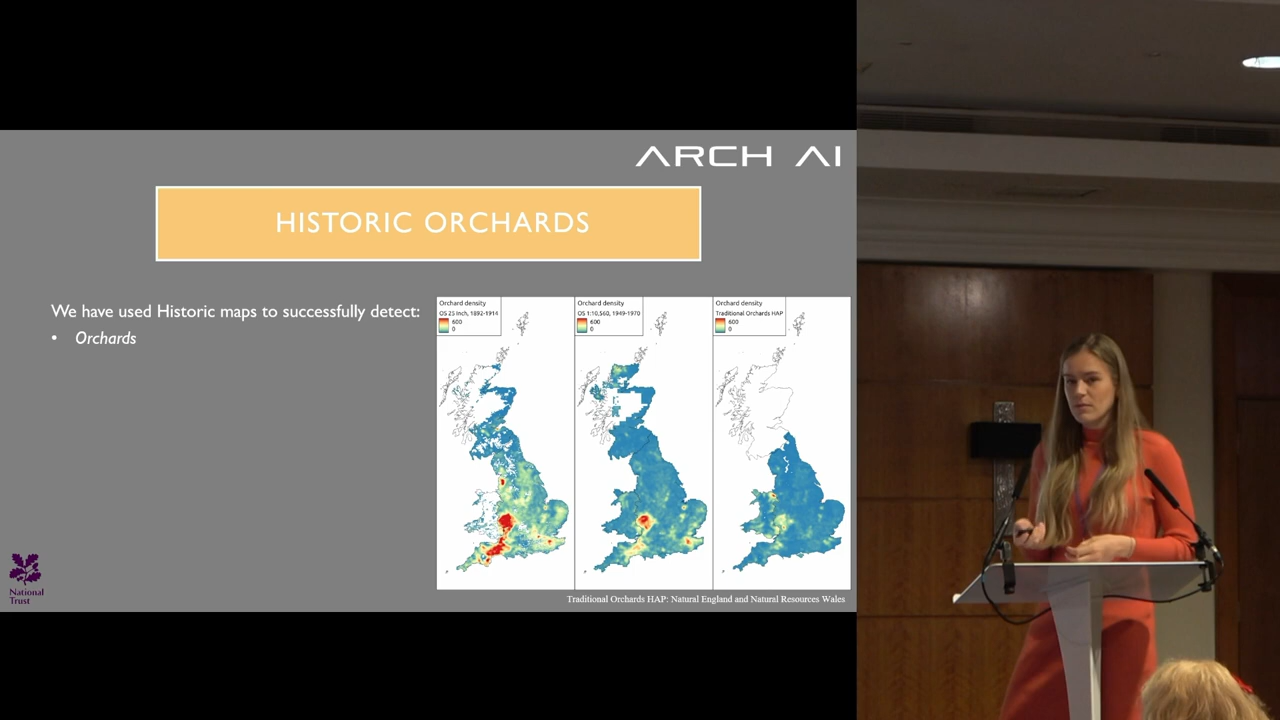 ARCH AI
HISTORIC ORCHARDS
We have used Historic maps to successfully detect:
• Orchards
Orchard density
OS 25 Inch, 1892-1914
600
0
Orchard density
OS 1:10,560, 1949-1970
600
0
Orchard density
Traditional Orchards HAP
600
0
National
Trust
Traditional Orchards HAP: Natural England and Natural Resources Wales